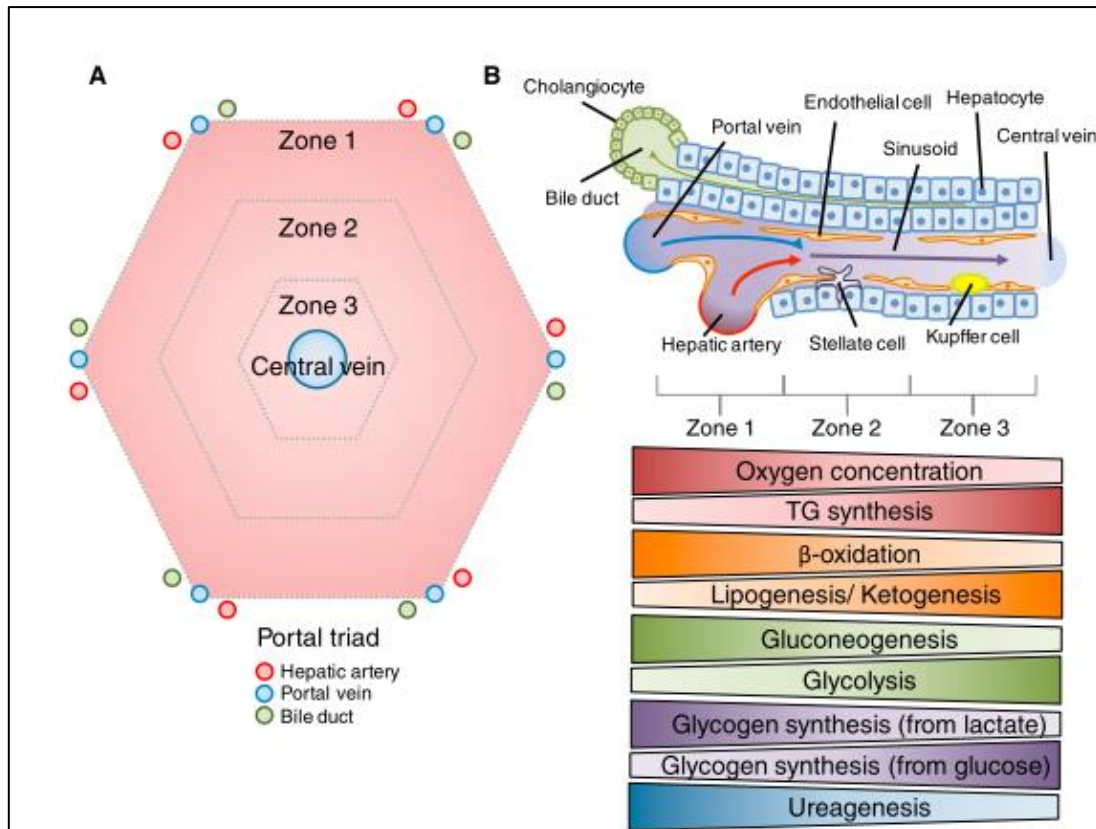 A
Zone 1
Zone 2
Zone 3
Central vein
Portal triad
Hepatic artery
Portal vein
Bile duct
B
Cholangiocyte
Portal vein
Endothelial cell
Hepatocyte
Central vein
Sinusoid
Bile duct
Hepatic artery
Stellate cell
Kupffer cell
Zone 1
Zone 2
Zone 3
Oxygen concentration
TG synthesis
β-oxidation
Lipogenesis/ Ketogenesis
Gluconeogenesis
Glycolysis
Glycogen synthesis (from lactate)
Glycogen synthesis (from glucose)
Ureagenesis